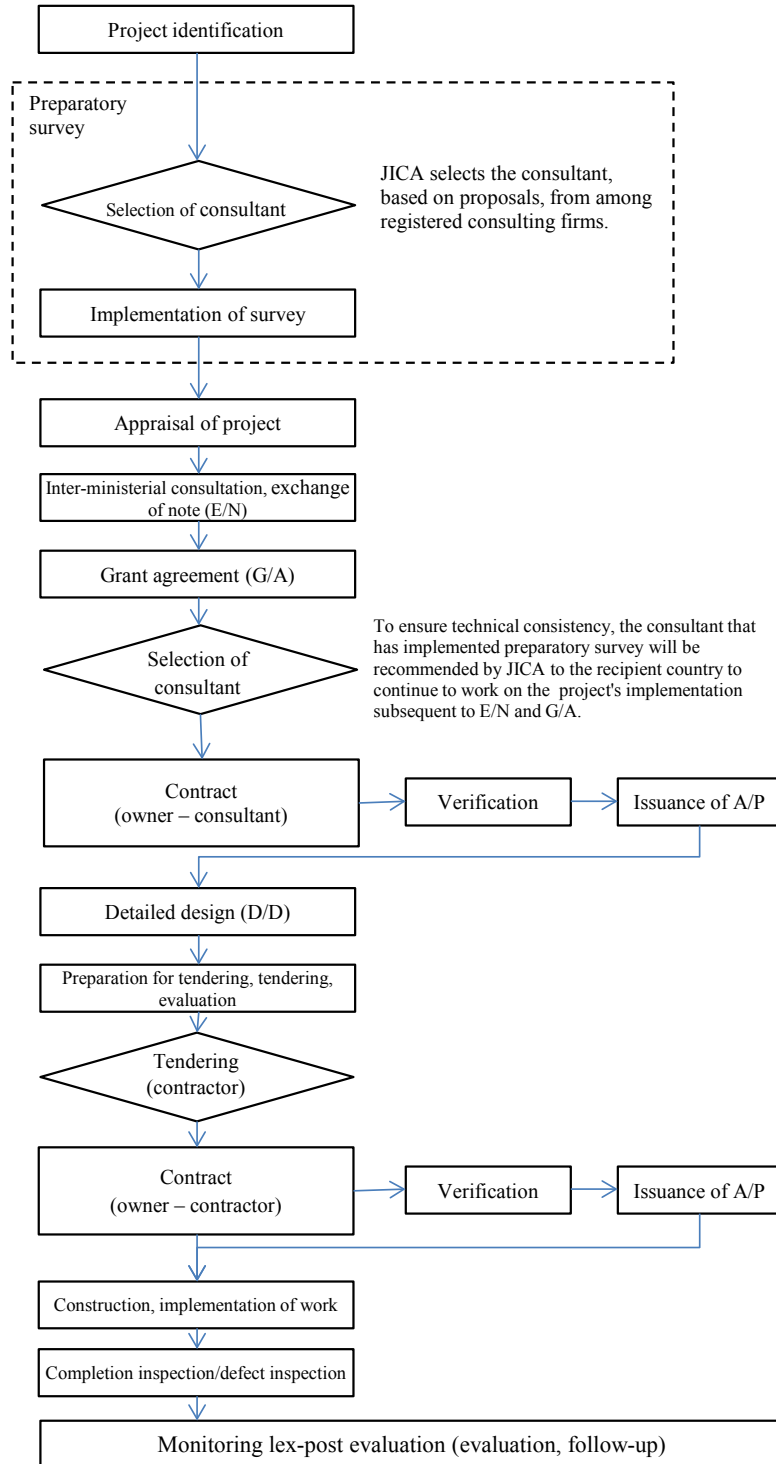 Project identification
Preparatory
survey
Selection of consultant
JICA selects the consultant,
based on proposals, from among
registered consulting firms.
Implementation of survey
Appraisal of project
Inter-ministerial consultation, exchange
of note (E/N)
Grant agreement (G/A)
Selection of
consultant
To ensure technical consistency, the consultant that
has implemented preparatory survey will be
recommended by JICA to the recipient country to
continue to work on the project's implementation
subsequent to E/N and G/A.
Contract
(owner – consultant)
Verification
Issuance of A/P
Detailed design (D/D)
Preparation for tendering, tendering,
evaluation
Tendering
(contractor)
Contract
(owner – contractor)
Verification
Issuance of A/P
Construction, implementation of work
Completion inspection/defect inspection
Monitoring lex-post evaluation (evaluation, follow-up)